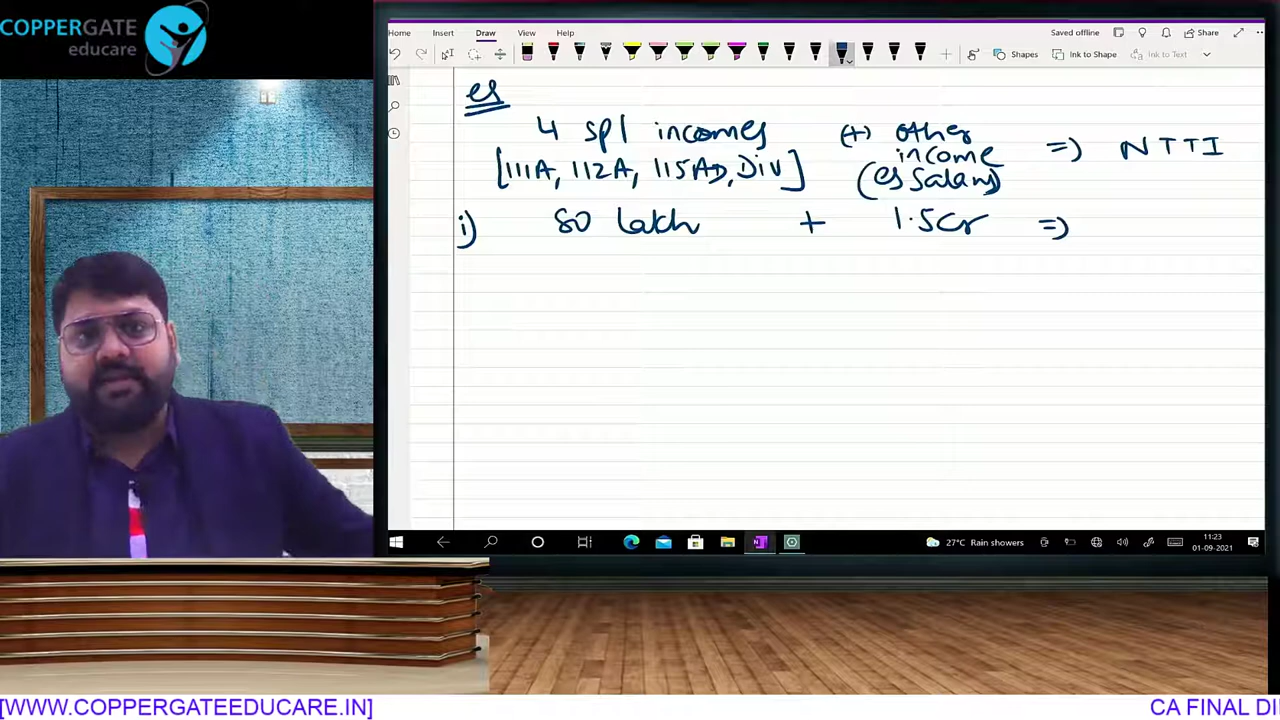 COPPERGATE
educare
Home Insert Draw View Help
Saved offline Share
Shapes Ink to Shape Ink to Text
es
4 spl incomes (+) other income (es Salary) => NTTI
[111A, 112A, 115AD, Div]
i) 80 lakh + 1.5Cr =>
27°C Rain showers 11:23
01-09-2021
[WWW.COPPERGATEEDUCARE.IN] CA FINAL DI